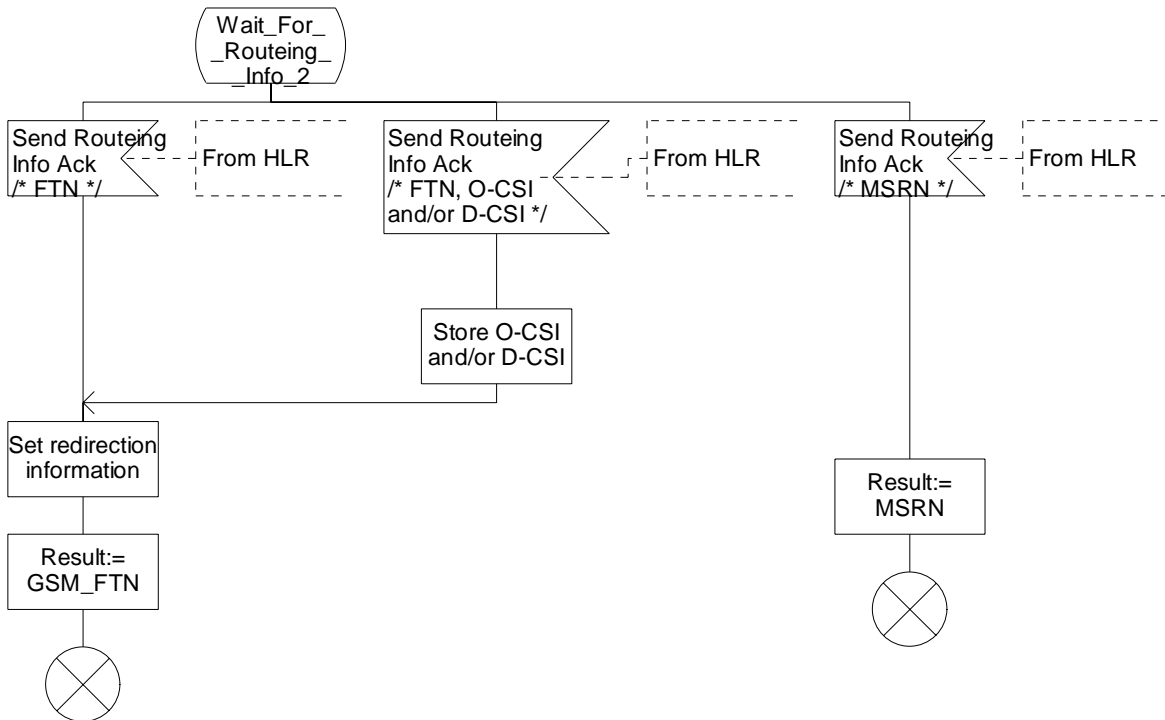 Wait_For_
_Routeing_
_Info_2
Send Routeing
Info Ack
/* FTN */
From HLR
Send Routeing
Info Ack
/* FTN, O-CSI
and/or D-CSI */
From HLR
Send Routeing
Info Ack
/* MSRN */
From HLR
Store O-CSI
and/or D-CSI
Set redirection
information
Result:=
MSRN
Result:=
GSM_FTN